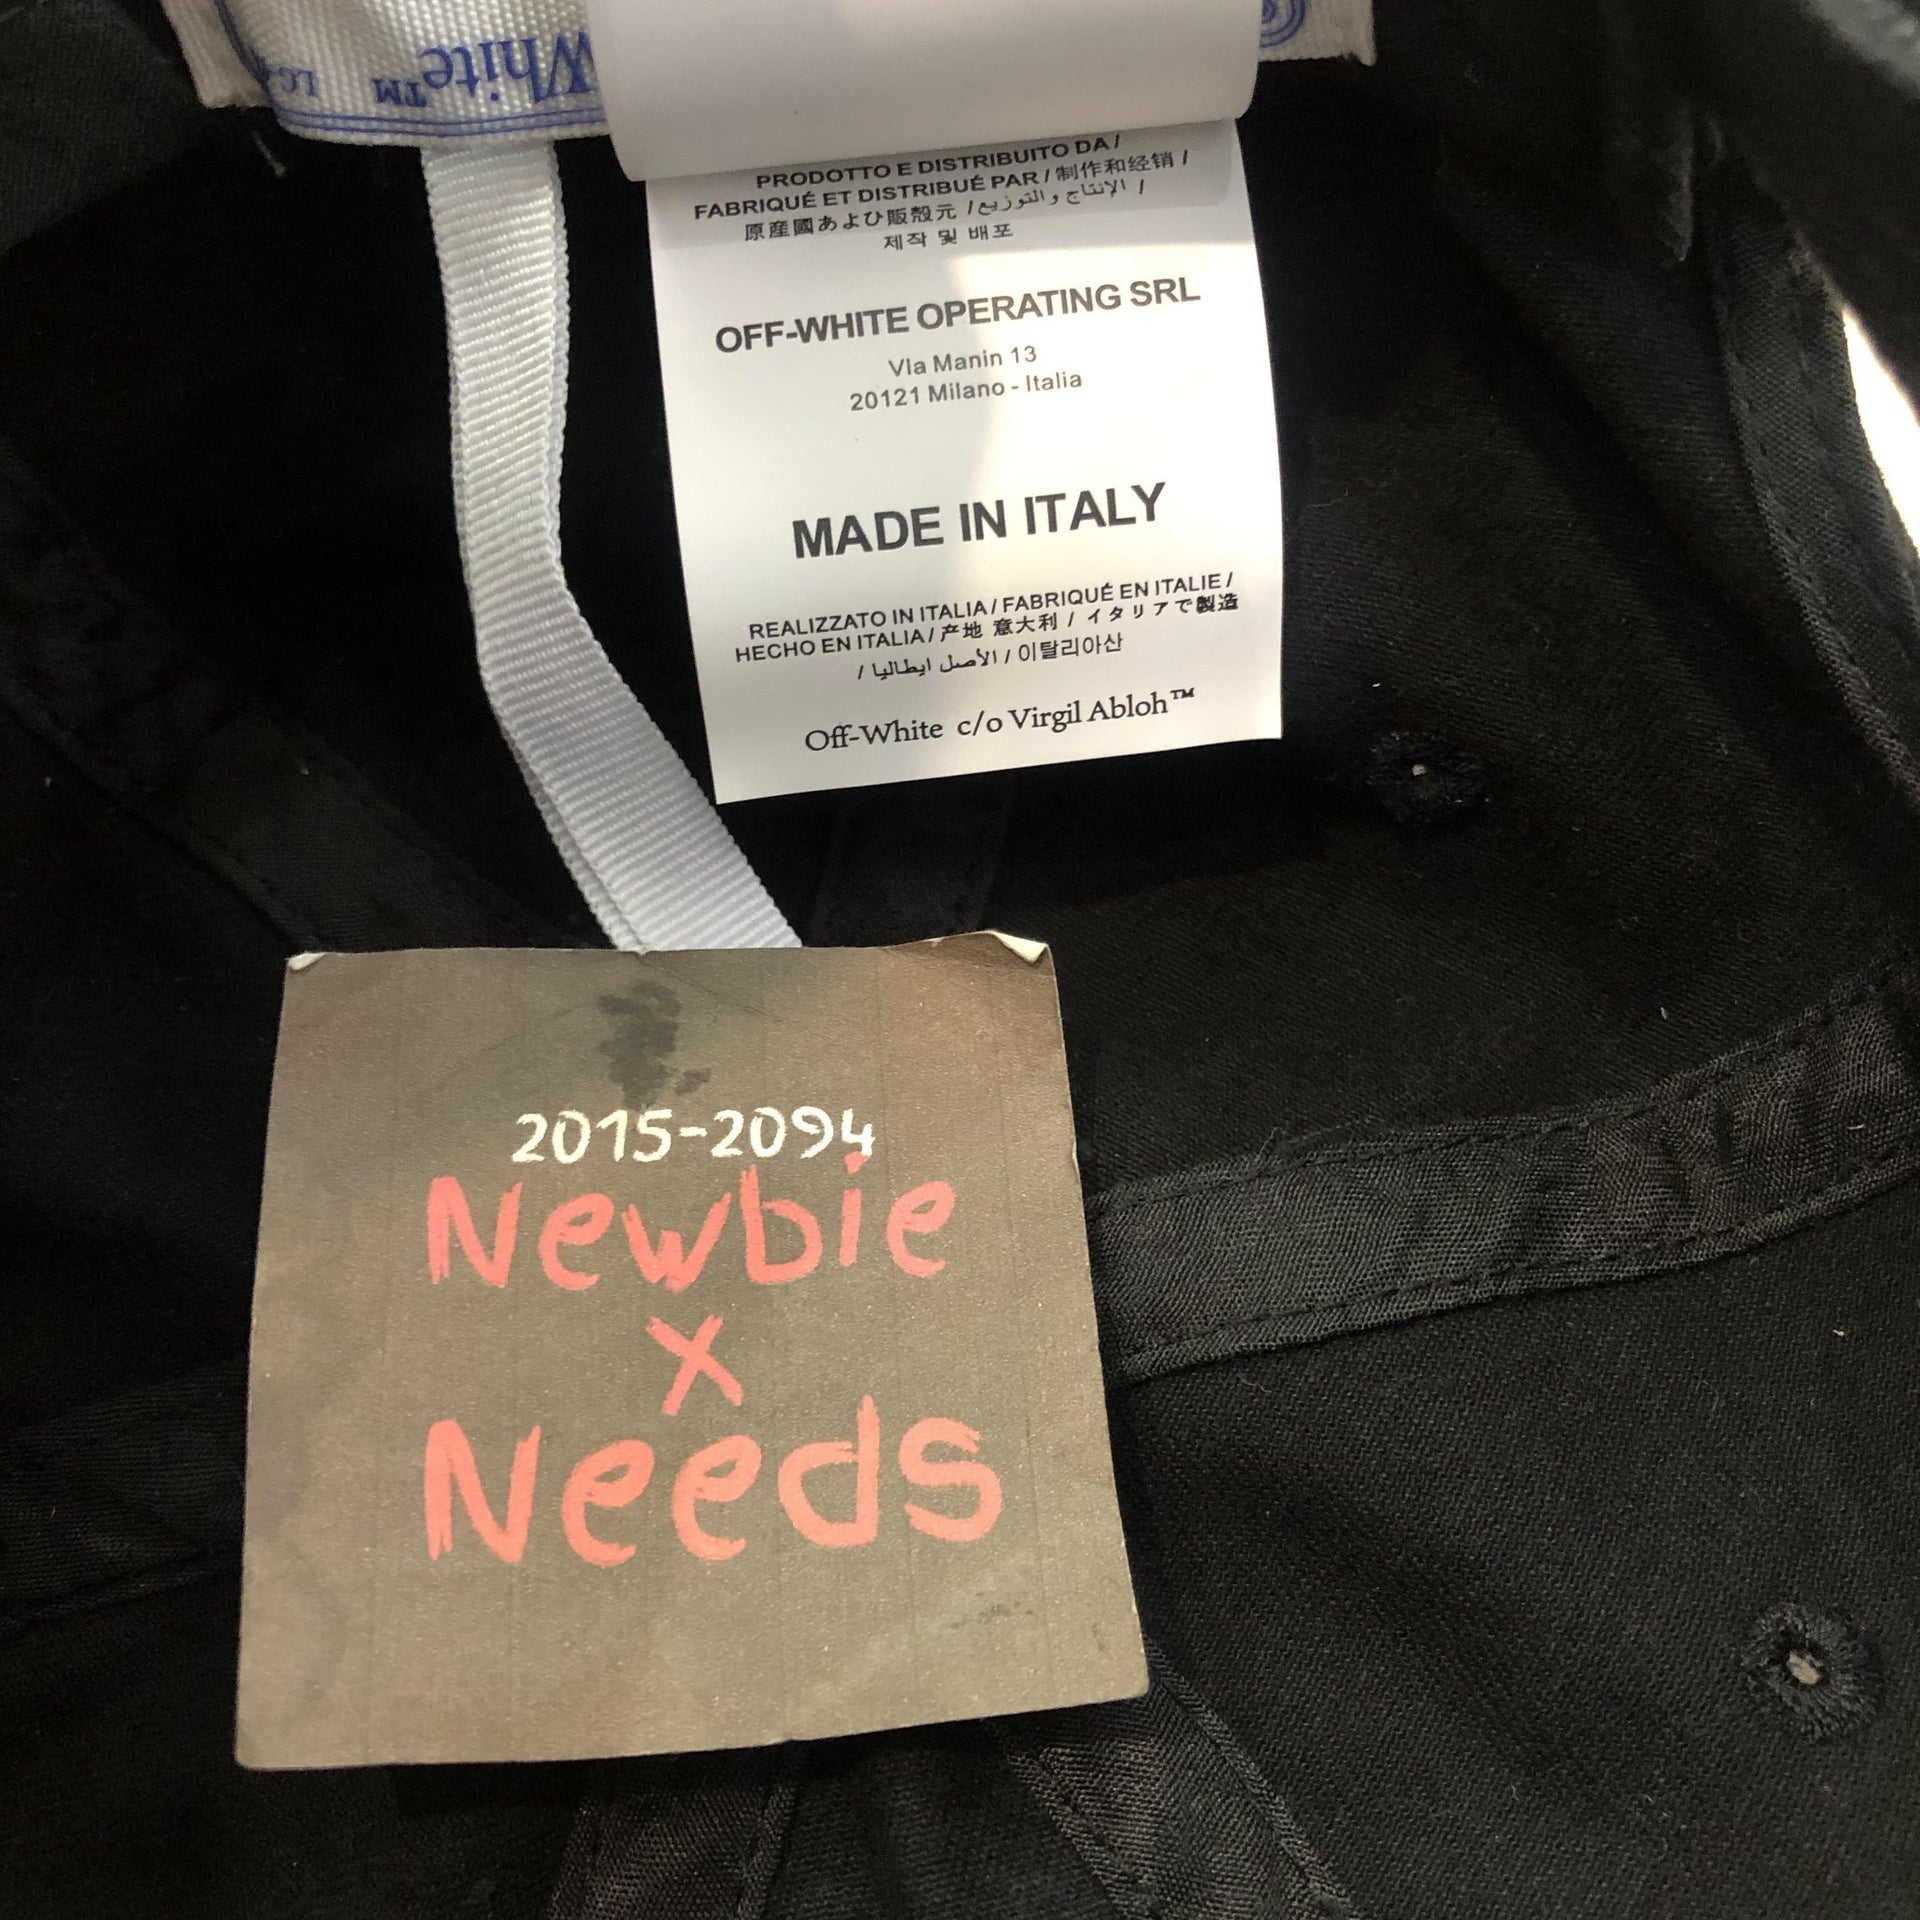 White™
LC
PRODOTTO E DISTRIBUITO DA /
FABRIQUÉ ET DISTRIBUÉ PAR / 制作和经销 /
原産國あよひ販殻元 / الإنتاج والتوزيع /
제작 및 배포
OFF-WHITE OPERATING SRL
VIa Manin 13
20121 Milano - Italia
MADE IN ITALY
REALIZZATO IN ITALIA / FABRIQUÉ EN ITALIE /
HECHO EN ITALIA / 产地 意大利 / イタリアで製造
/ الأصل ايطاليا / 이탈리아산
Off-White c/o Virgil Abloh™
2015-2094
Newbie
x
Needs